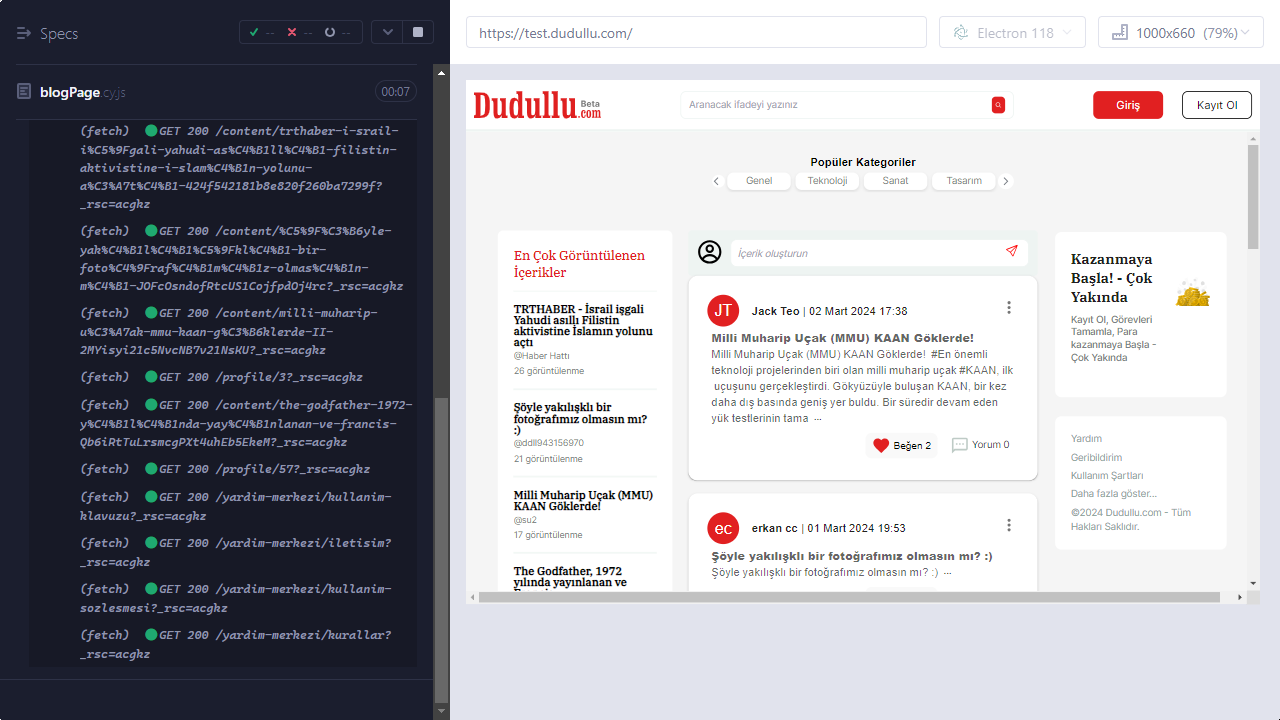 Specs
--
--
--
https://test.dudullu.com/
Electron 118
1000x660 (79%)
blogPage.cy.js
00:07
(fetch) GET 200 /content/trthaber-i-srail-
i%C5%9Fgali-yahudi-as%C4%B1ll%C4%B1-filistin-
aktivistine-i-slam%C4%B1n-yolunu-
a%C3%A7t%C4%B1-424f542181b8e820f260ba7299f?
_rsc=acgkz
(fetch) GET 200 /content/%C5%9F%C3%B6yle-
yak%C4%B1l%C4%B1%C5%9Fkl%C4%B1-bir-
foto%C4%9Fraf%C4%B1m%C4%B1z-olmas%C4%B1n-
m%C4%B1-JOFcOsndofRtcUS1CojfpdOj4rc?_rsc=acgkz
(fetch) GET 200 /content/milli-muharip-
u%C3%A7ak-mmu-kaan-g%C3%B6klerde-II-
2MYisyi21c5NvcNB7v21NsKU?_rsc=acgkz
(fetch) GET 200 /profile/3?_rsc=acgkz
(fetch) GET 200 /content/the-godfather-1972-
y%C4%B1l%C4%B1nda-yay%C4%B1nlanan-ve-francis-
Qb6iRtTuLrsmcgPXt4uhEb5EkeM?_rsc=acgkz
(fetch) GET 200 /profile/57?_rsc=acgkz
(fetch) GET 200 /yardim-merkezi/kullanim-
klavuzu?_rsc=acgkz
(fetch) GET 200 /yardim-merkezi/iletisim?
_rsc=acgkz
(fetch) GET 200 /yardim-merkezi/kullanim-
sozlesmesi?_rsc=acgkz
(fetch) GET 200 /yardim-merkezi/kurallar?
_rsc=acgkz
Dudullu Beta .com
Aranacak ifadeyi yazınız
Giriş
Kayıt Ol
Popüler Kategoriler
Genel
Teknoloji
Sanat
Tasarım
En Çok Görüntülenen
İçerikler
TRTHABER - İsrail işgali
Yahudi asıllı Filistin
aktivistine İslamın yolunu
açtı
@Haber Hattı
26 görüntülenme
Şöyle yakılışklı bir
fotoğrafımız olmasın mı?
:)
@ddll943156970
21 görüntülenme
Milli Muharip Uçak (MMU)
KAAN Göklerde!
@su2
17 görüntülenme
The Godfather, 1972
yılında yayınlanan ve
İçerik oluşturun
JT
Jack Teo | 02 Mart 2024 17:38
Milli Muharip Uçak (MMU) KAAN Göklerde!
Milli Muharip Uçak (MMU) KAAN Göklerde! #En önemli
teknoloji projelerinden biri olan milli muharip uçak #KAAN, ilk
uçuşunu gerçekleştirdi. Gökyüzüyle buluşan KAAN, bir kez
daha dış basında geniş yer buldu. Bir süredir devam eden
yük testlerinin tama ···
Beğen 2
Yorum 0
ec
erkan cc | 01 Mart 2024 19:53
Şöyle yakılışklı bir fotoğrafımız olmasın mı? :)
Şöyle yakılışklı bir fotoğrafımız olmasın mı? :) ···
Kazanmaya
Başla! - Çok
Yakında
Kayıt Ol, Görevleri
Tamamla, Para
kazanmaya Başla -
Çok Yakında
Yardım
Geribildirim
Kullanım Şartları
Daha fazla göster...
©2024 Dudullu.com - Tüm
Hakları Saklıdır.